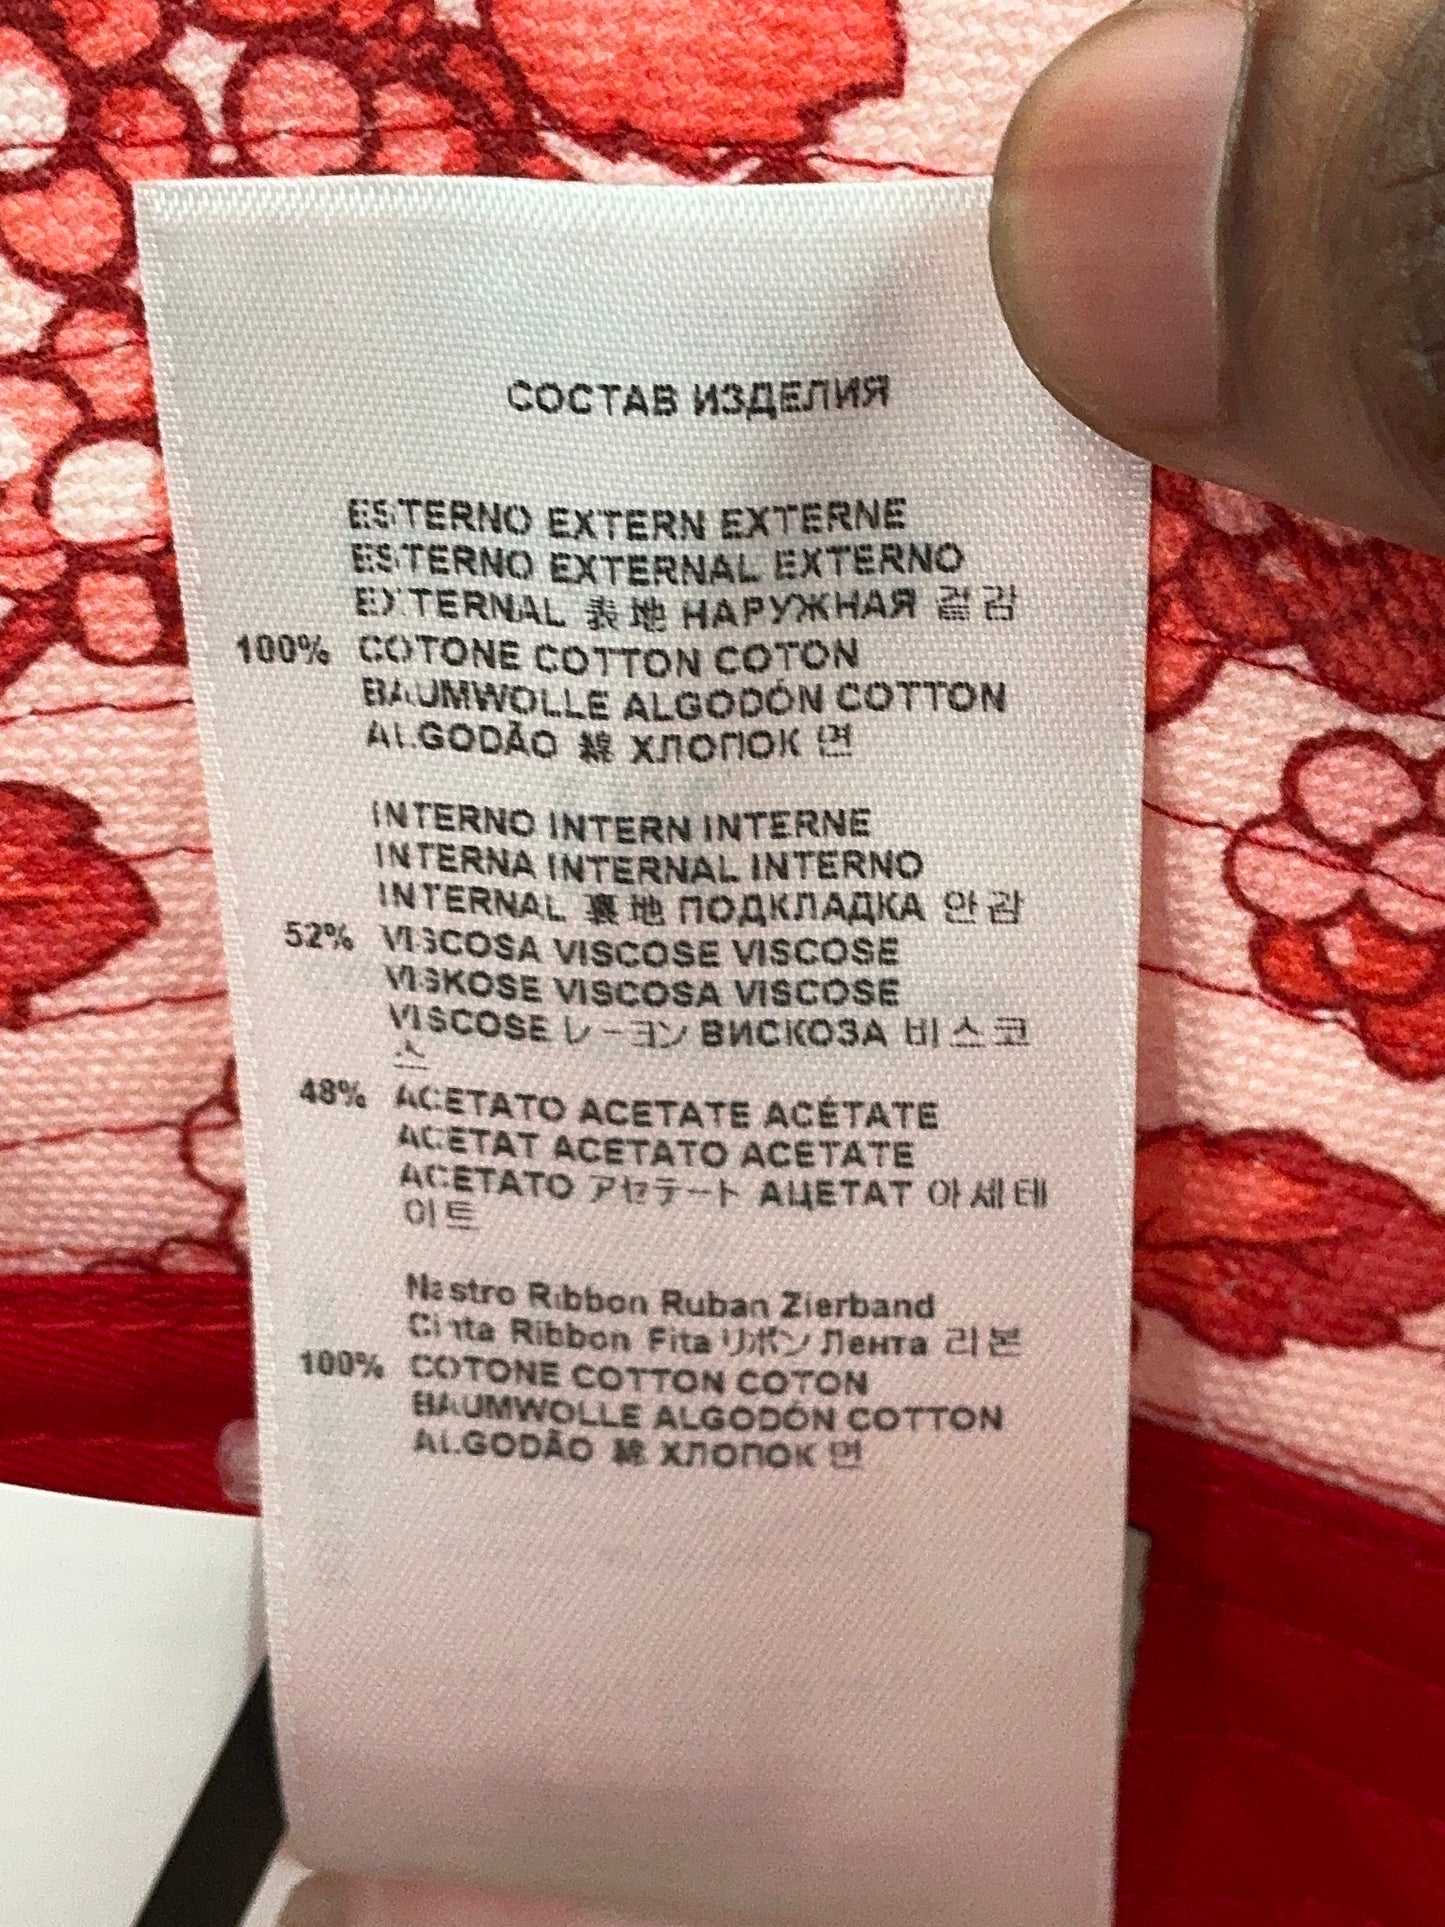 СОСТАВ ИЗДЕЛИЯ
ESTERNO EXTERN EXTERNE
ESTERNO EXTERNAL EXTERNO
EXTERNAL 表地 НАРУЖНАЯ 겉감
100% COTONE COTTON COTON
BAUMWOLLE ALGODÓN COTTON
ALGODÃO 綿 ХЛОПОК 면
INTERNO INTERN INTERNE
INTERNA INTERNAL INTERNO
INTERNAL 裏地 ПОДКЛАДКА 안감
52% VISCOSA VISCOSE VISCOSE
VISKOSE VISCOSA VISCOSE
VISCOSE レーヨン ВИСКОЗА 비스코
스
48% ACETATO ACETATE ACÉTATE
ACETAT ACETATO ACETATE
ACETATO アセテート АЦЕТАТ 아세테
이트
Nastro Ribbon Ruban Zierband
Cinta Ribbon Fita リボン Лента 리본
100% COTONE COTTON COTON
BAUMWOLLE ALGODÓN COTTON
ALGODÃO 綿 ХЛОПОК 면